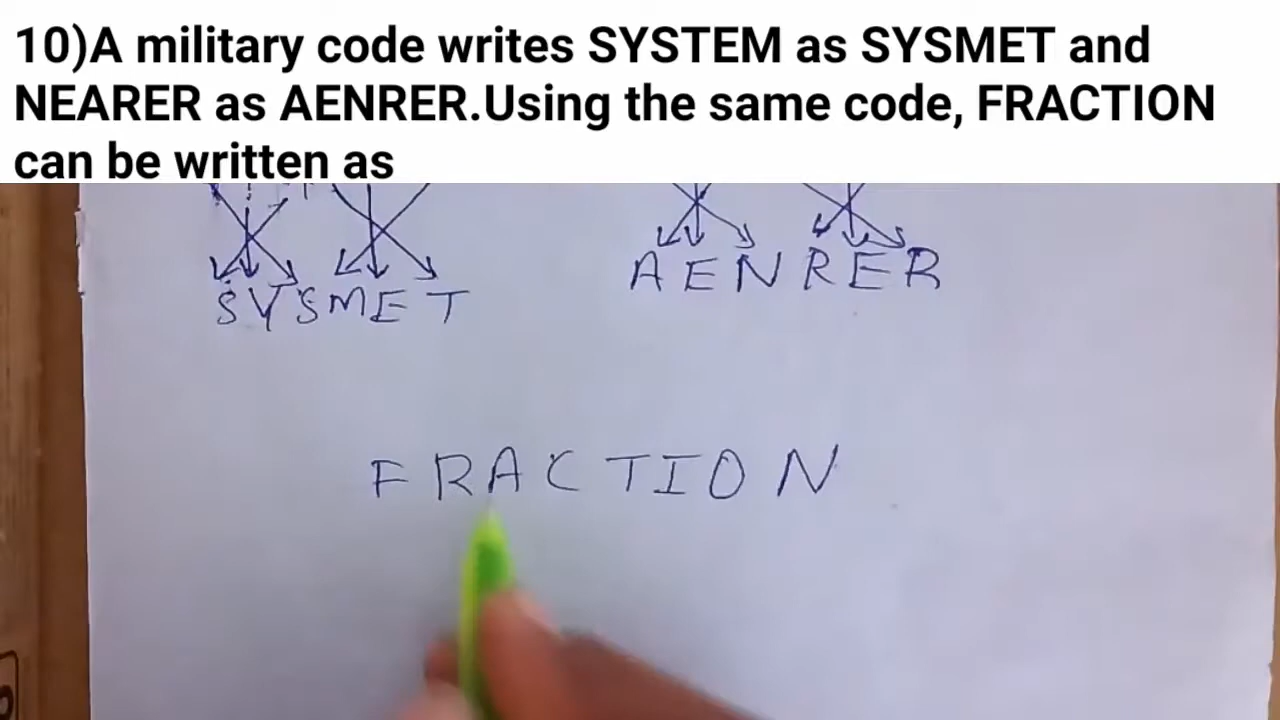 10)A military code writes SYSTEM as SYSMET and
NEARER as AENRER.Using the same code, FRACTION
can be written as
SYSMET
AENRER
FRACTION